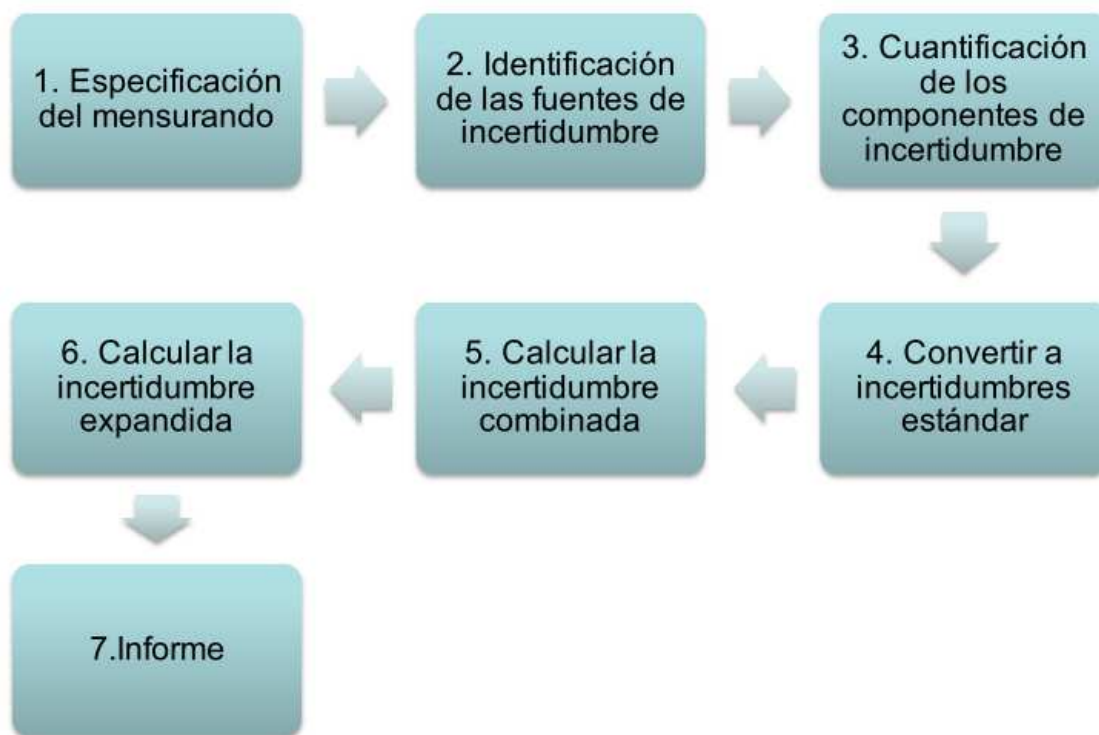 1. Especificación
del mensurando
2. Identificación
de las fuentes de
incertidumbre
3. Cuantificación
de los
componentes de
incertidumbre
4. Convertir a
incertidumbres
estándar
5. Calcular la
incertidumbre
combinada
6. Calcular la
incertidumbre
expandida
7.Informe